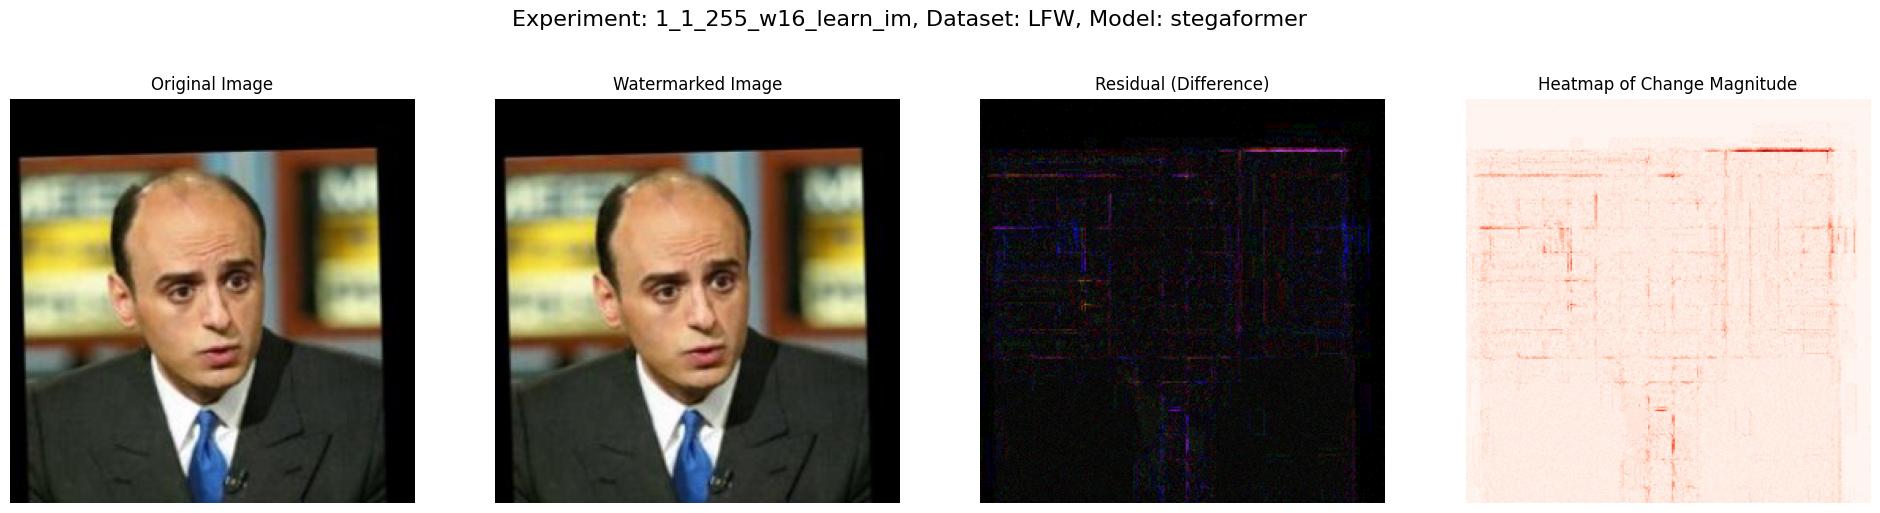 Experiment: 1_1_255_w16_learn_im, Dataset: LFW, Model: stegaformer
Original Image
Watermarked Image
Residual (Difference)
Heatmap of Change Magnitude